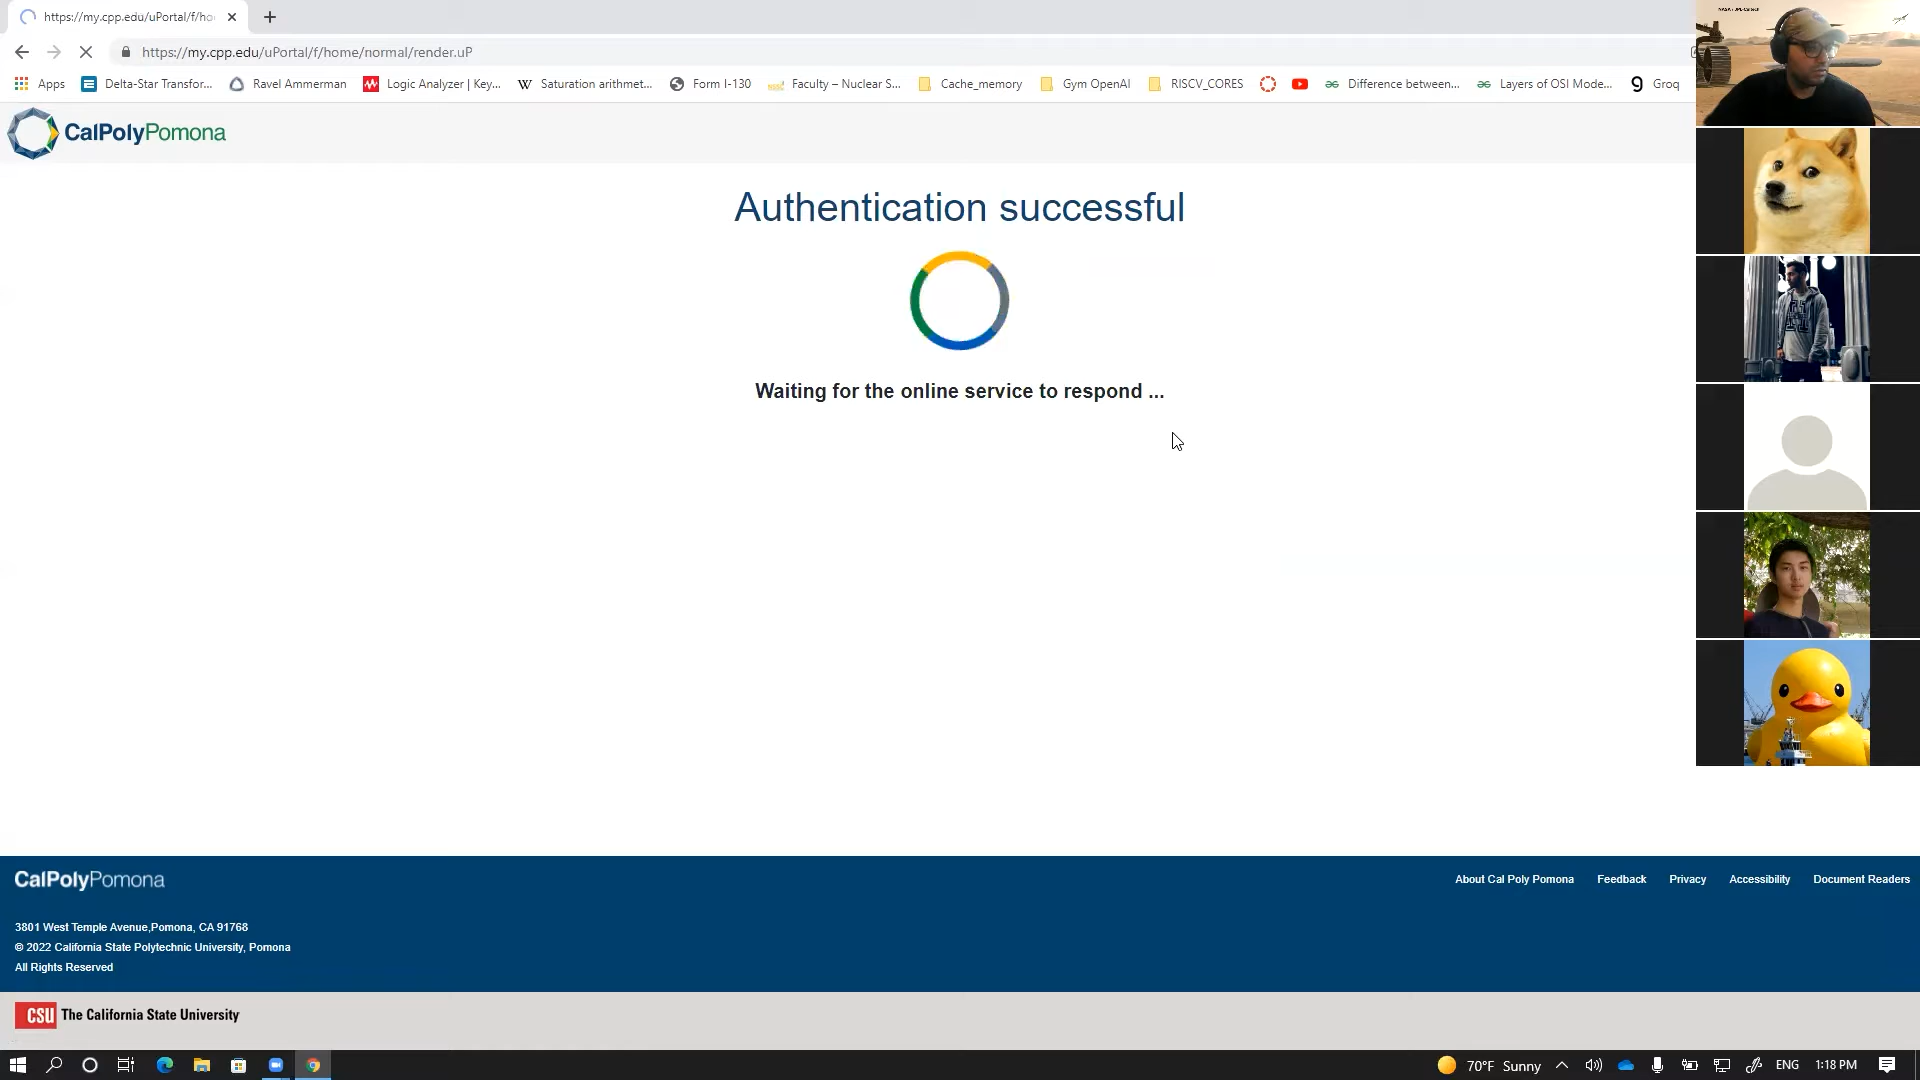 https://my.cpp.edu/uPortal/f/ho
https://my.cpp.edu/uPortal/f/home/normal/render.uP
Apps Delta-Star Transfor... Ravel Ammerman Logic Analyzer | Key... W Saturation arithmet... Form I-130 Faculty – Nuclear S... Cache_memory Gym OpenAI RISCV_CORES Difference between... Layers of OSI Mode... Groq
NASA / JPL-Caltech
CalPolyPomona
Authentication successful
Waiting for the online service to respond ...
CalPolyPomona
About Cal Poly Pomona Feedback Privacy Accessibility Document Readers
3801 West Temple Avenue,Pomona, CA 91768
© 2022 California State Polytechnic University, Pomona
All Rights Reserved
CSU The California State University
70°F Sunny ENG 1:18 PM